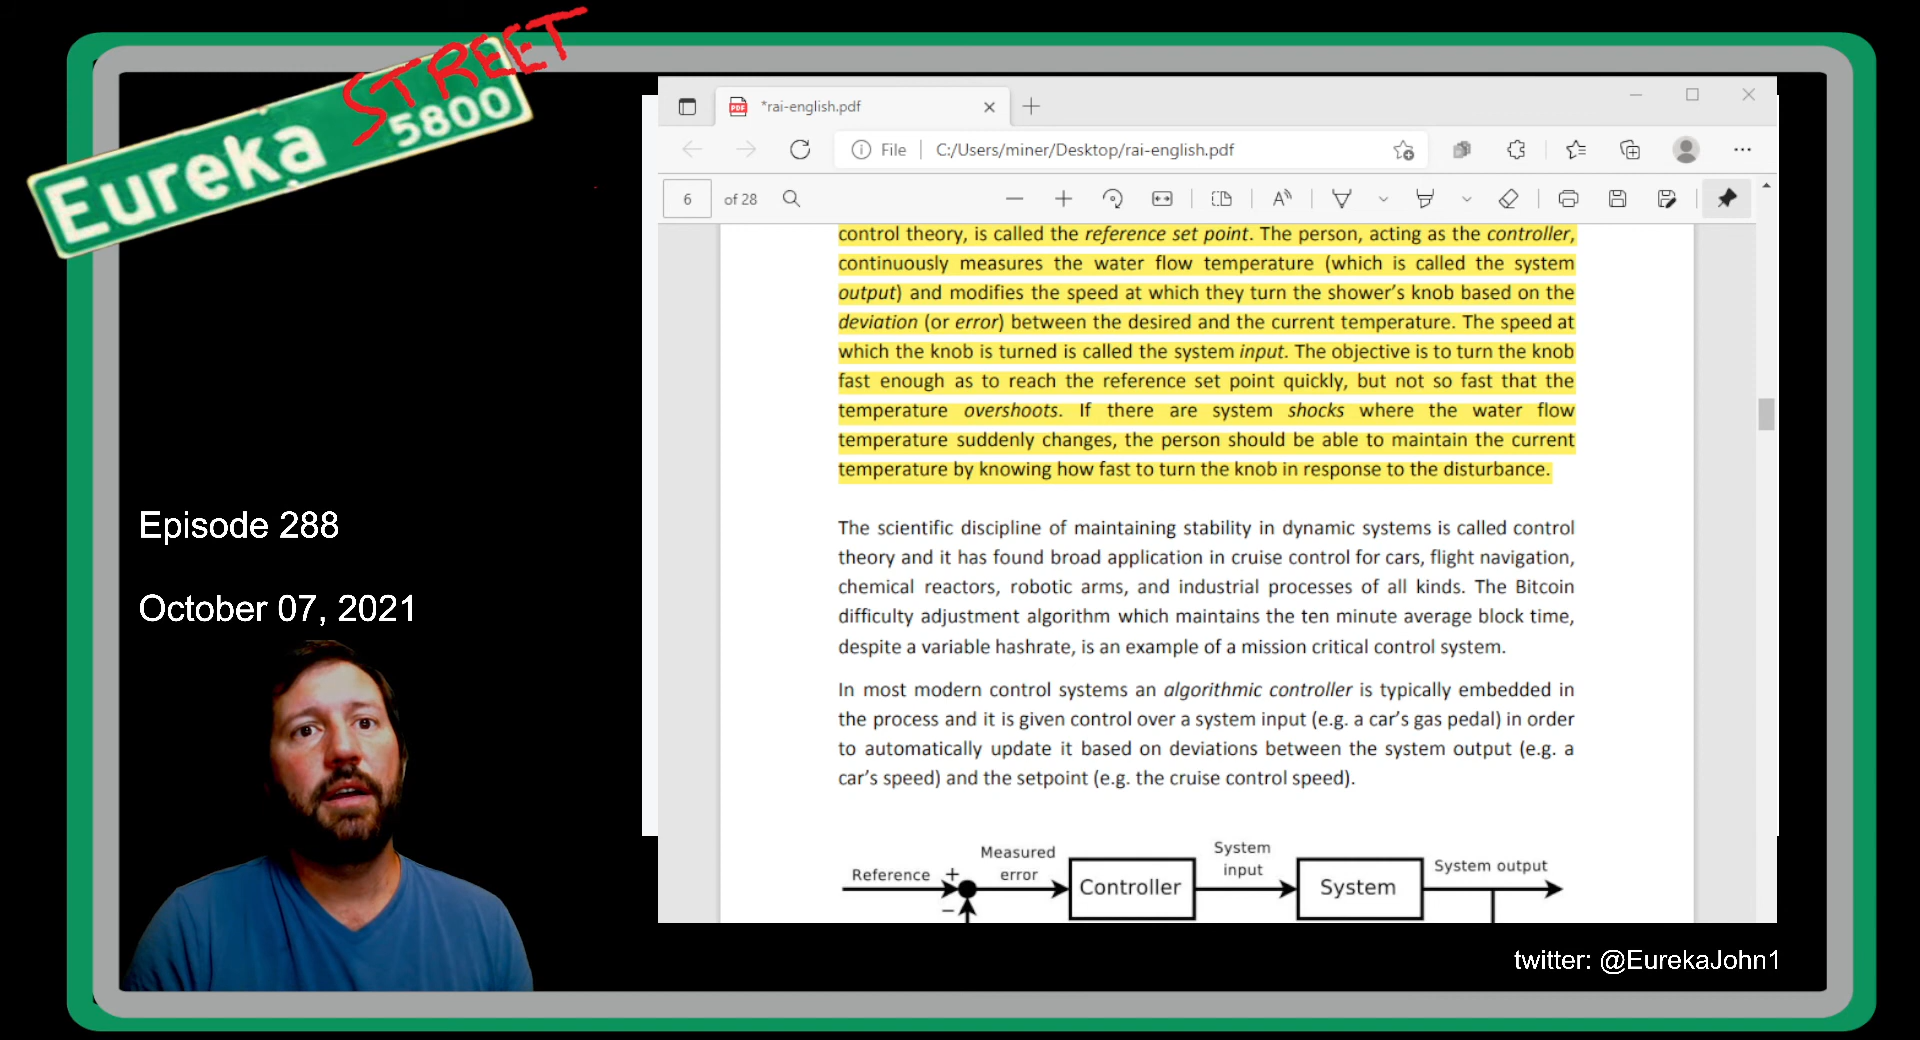 Eureka STREET
5800
*rai-english.pdf
File
C:/Users/miner/Desktop/rai-english.pdf
6 of 28
control theory, is called the reference set point. The person, acting as the controller,
continuously measures the water flow temperature (which is called the system
output) and modifies the speed at which they turn the shower's knob based on the
deviation (or error) between the desired and the current temperature. The speed at
which the knob is turned is called the system input. The objective is to turn the knob
fast enough as to reach the reference set point quickly, but not so fast that the
temperature overshoots. If there are system shocks where the water flow
temperature suddenly changes, the person should be able to maintain the current
temperature by knowing how fast to turn the knob in response to the disturbance.
The scientific discipline of maintaining stability in dynamic systems is called control
theory and it has found broad application in cruise control for cars, flight navigation,
chemical reactors, robotic arms, and industrial processes of all kinds. The Bitcoin
difficulty adjustment algorithm which maintains the ten minute average block time,
despite a variable hashrate, is an example of a mission critical control system.
In most modern control systems an algorithmic controller is typically embedded in
the process and it is given control over a system input (e.g. a car's gas pedal) in order
to automatically update it based on deviations between the system output (e.g. a
car's speed) and the setpoint (e.g. the cruise control speed).
Reference
+
−
Measured
error
Controller
System
input
System
System output
Episode 288
October 07, 2021
twitter: @EurekaJohn1